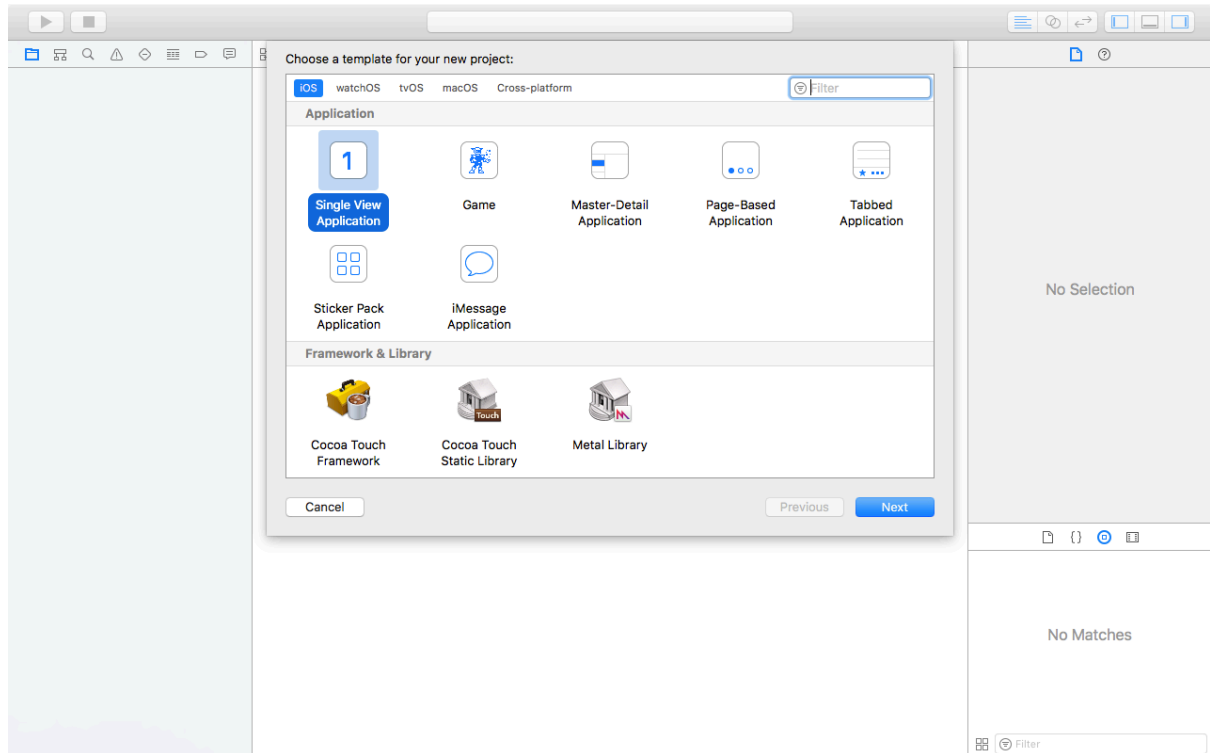 Choose a template for your new project:
iOS watchOS tvOS macOS Cross-platform Filter
Application
1
Single View Application
Game
Master-Detail Application
Page-Based Application
Tabbed Application
Sticker Pack Application
iMessage Application
Framework & Library
Touch
Cocoa Touch Framework
Cocoa Touch Static Library
Metal Library
Cancel Previous Next
No Selection
{}
No Matches
Filter